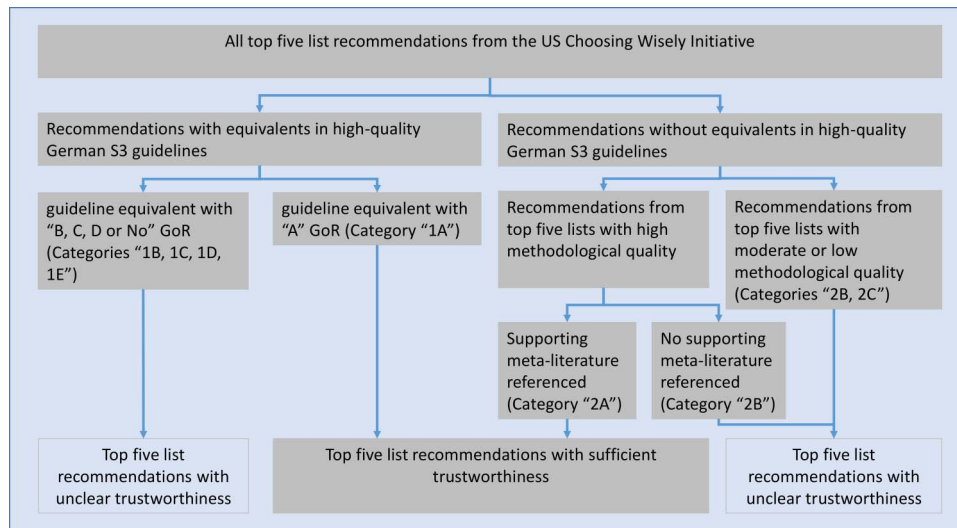 All top five list recommendations from the US Choosing Wisely Initiative
Recommendations with equivalents in high-quality
German S3 guidelines
Recommendations without equivalents in high-quality
German S3 guidelines
guideline equivalent with
“B, C, D or No” GoR
(Categories “1B, 1C, 1D,
1E”)
guideline equivalent with
“A” GoR (Category “1A”)
Recommendations from
top five lists with high
methodological quality
Recommendations from
top five lists with
moderate or low
methodological quality
(Categories “2B, 2C”)
Supporting
meta-literature
referenced
(Category “2A”)
No supporting
meta-literature
referenced
(Category “2B”)
Top five list
recommendations with
unclear trustworthiness
Top five list recommendations with sufficient
trustworthiness
Top five list
recommendations with
unclear trustworthiness